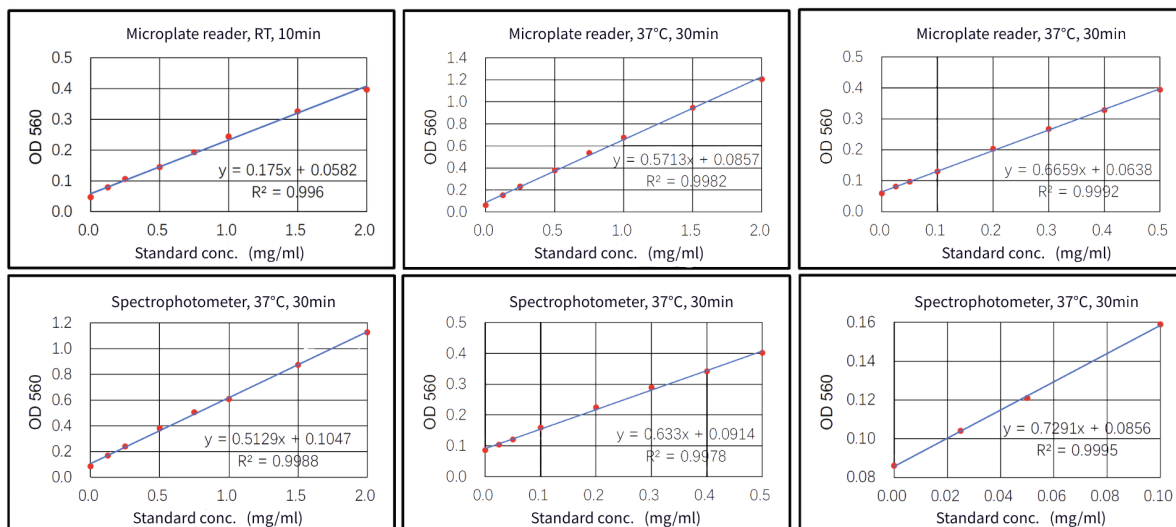 Microplate reader, RT, 10min
OD 560
0.5
0.4
0.3
0.2
0.1
0.0
y = 0.175x + 0.0582
R² = 0.996
0.0 0.5 1.0 1.5 2.0
Standard conc. (mg/ml)
Microplate reader, 37°C, 30min
OD 560
1.4
1.2
1.0
0.8
0.6
0.4
0.2
0.0
y = 0.5713x + 0.0857
R² = 0.9982
0.0 0.5 1.0 1.5 2.0
Standard conc. (mg/ml)
Microplate reader, 37°C, 30min
OD 560
0.5
0.4
0.3
0.2
0.1
0.0
y = 0.6659x + 0.0638
R² = 0.9992
0.0 0.1 0.2 0.3 0.4 0.5
Standard conc. (mg/ml)
Spectrophotometer, 37°C, 30min
OD 560
1.2
1.0
0.8
0.6
0.4
0.2
0.0
y = 0.5129x + 0.1047
R² = 0.9988
0.0 0.5 1.0 1.5 2.0
Standard conc. (mg/ml)
Spectrophotometer, 37°C, 30min
OD 560
0.5
0.4
0.3
0.2
0.1
0.0
y = 0.633x + 0.0914
R² = 0.9978
0.0 0.1 0.2 0.3 0.4 0.5
Standard conc. (mg/ml)
Spectrophotometer, 37°C, 30min
OD 560
0.16
0.14
0.12
0.10
0.08
y = 0.7291x + 0.0856
R² = 0.9995
0.00 0.02 0.04 0.06 0.08 0.10
Standard conc. (mg/ml)